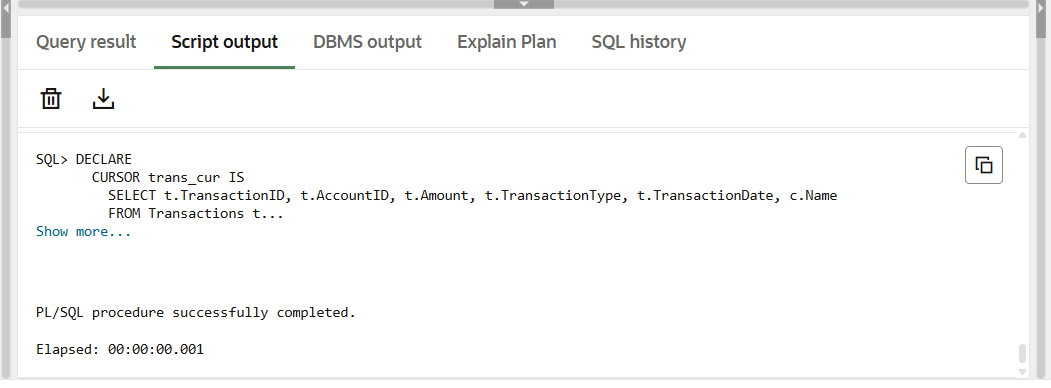 Query result Script output DBMS output Explain Plan SQL history
SQL> DECLARE
CURSOR trans_cur IS
SELECT t.TransactionID, t.AccountID, t.Amount, t.TransactionType, t.TransactionDate, c.Name
FROM Transactions t...
Show more...
PL/SQL procedure successfully completed.
Elapsed: 00:00:00.001